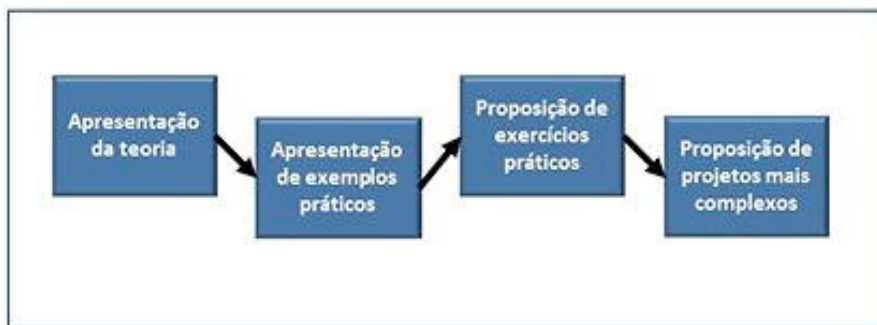 Apresentação
da teoria
Apresentação
de exemplos
práticos
Proposição de
exercícios
práticos
Proposição de
projetos mais
complexos